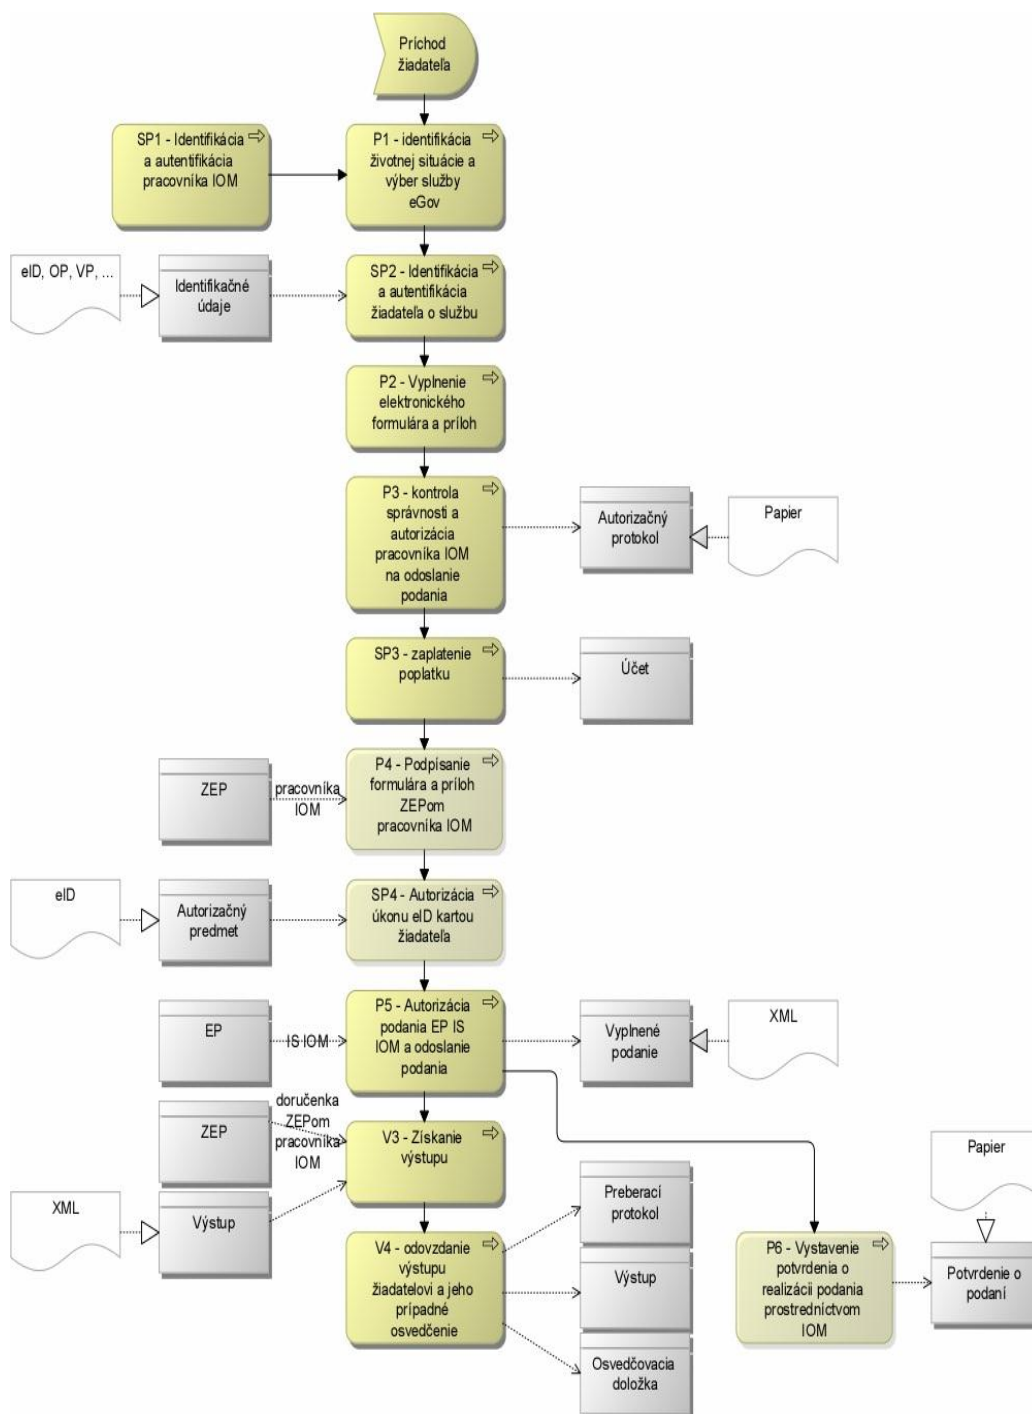 Príchod
žiadateľa
SP1 - Identifikácia
a autentifikácia
pracovníka IOM
P1 - identifikácia
životnej situácie a
výber služby
eGov
eID, OP, VP, ...
Identifikačné
údaje
SP2 - Identifikácia
a autentifikácia
žiadateľa o službu
P2 - Vyplnenie
elektronického
formulára a príloh
P3 - kontrola
správnosti a
autorizácia
pracovníka IOM
na odoslanie
podania
Autorizačný
protokol
Papier
SP3 - zaplatenie
poplatku
Účet
ZEP
pracovníka
IOM
P4 - Podpísanie
formulára a príloh
ZEPom
pracovníka IOM
eID
Autorizačný
predmet
SP4 - Autorizácia
úkonu eID kartou
žiadateľa
EP
IS IOM
P5 - Autorizácia
podania EP IS
IOM a odoslanie
podania
Vyplnené
podanie
XML
ZEP
doručenka
ZEPom
pracovníka
IOM
V3 - Získanie
výstupu
XML
Výstup
V4 - odovzdanie
výstupu
žiadatelovi a jeho
prípadné
osvedčenie
Preberací
protokol
Výstup
Osvedčovacia
doložka
P6 - Vystavenie
potvrdenia o
realizácii podania
prostredníctvom
IOM
Papier
Potvrdenie o
podaní